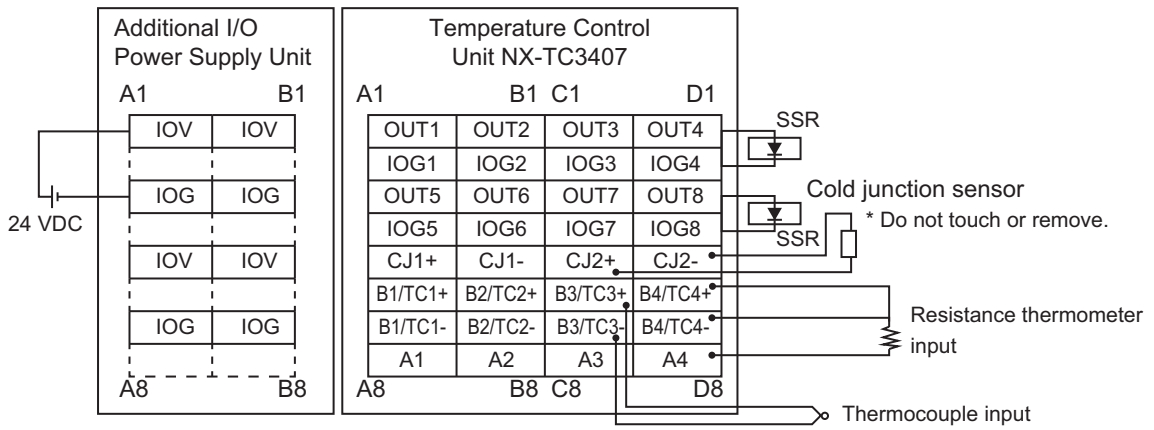 Additional I/O
Power Supply Unit
A1 B1
IOV IOV
IOG IOG
24 VDC
IOV IOV
IOG IOG
A8 B8
Temperature Control
Unit NX-TC3407
A1 B1 C1 D1
OUT1 OUT2 OUT3 OUT4
IOG1 IOG2 IOG3 IOG4
OUT5 OUT6 OUT7 OUT8
IOG5 IOG6 IOG7 IOG8
CJ1+ CJ1- CJ2+ CJ2-
B1/TC1+ B2/TC2+ B3/TC3+ B4/TC4+
B1/TC1- B2/TC2- B3/TC3- B4/TC4-
A1 A2 A3 A4
A8 B8 C8 D8
SSR
Cold junction sensor
* Do not touch or remove.
SSR
Resistance thermometer
input
Thermocouple input